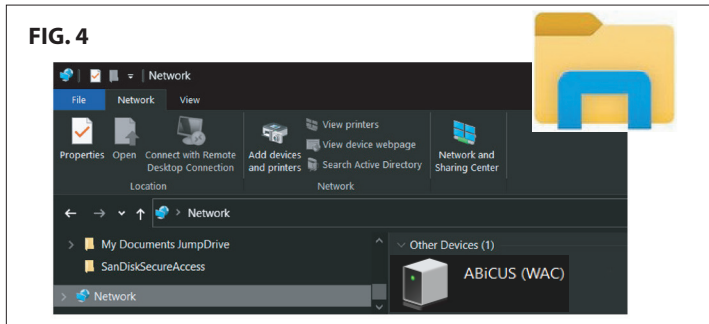 FIG. 4
Network
File Network View
Properties Open Connect with Remote Desktop Connection
Add devices and printers
View printers
View device webpage
Search Active Directory
Network and Sharing Center
Location Network
Network
My Documents JumpDrive
SanDiskSecureAccess
Network
Other Devices (1)
ABiCUS (WAC)